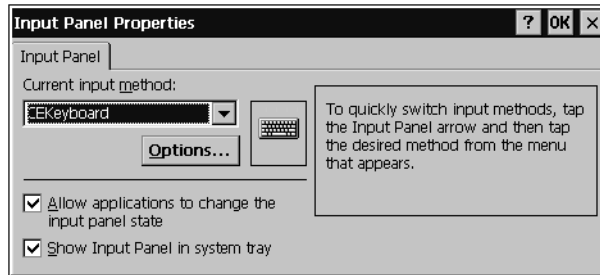 Input Panel Properties ? OK ×
Input Panel
Current input method:
CEKeyboard
Options...
To quickly switch input methods, tap
the Input Panel arrow and then tap
the desired method from the menu
that appears.
Allow applications to change the
input panel state
Show Input Panel in system tray